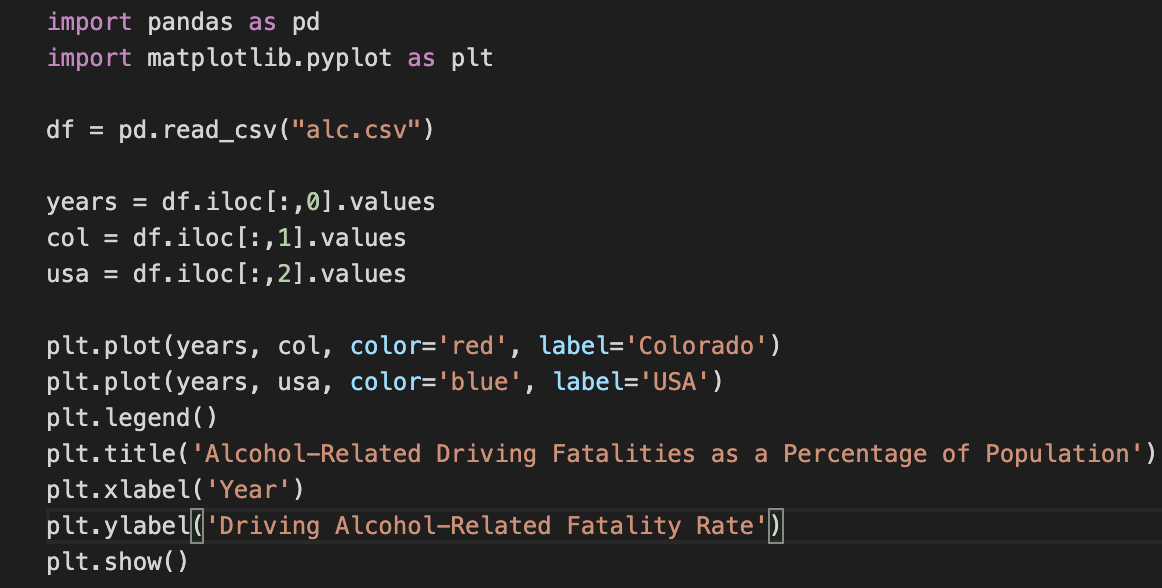 import pandas as pd
import matplotlib.pyplot as plt
df = pd.read_csv("alc.csv")
years = df.iloc[:,0].values
col = df.iloc[:,1].values
usa = df.iloc[:,2].values
plt.plot(years, col, color='red', label='Colorado')
plt.plot(years, usa, color='blue', label='USA')
plt.legend()
plt.title('Alcohol-Related Driving Fatalities as a Percentage of Population')
plt.xlabel('Year')
plt.ylabel('Driving Alcohol-Related Fatality Rate')
plt.show()